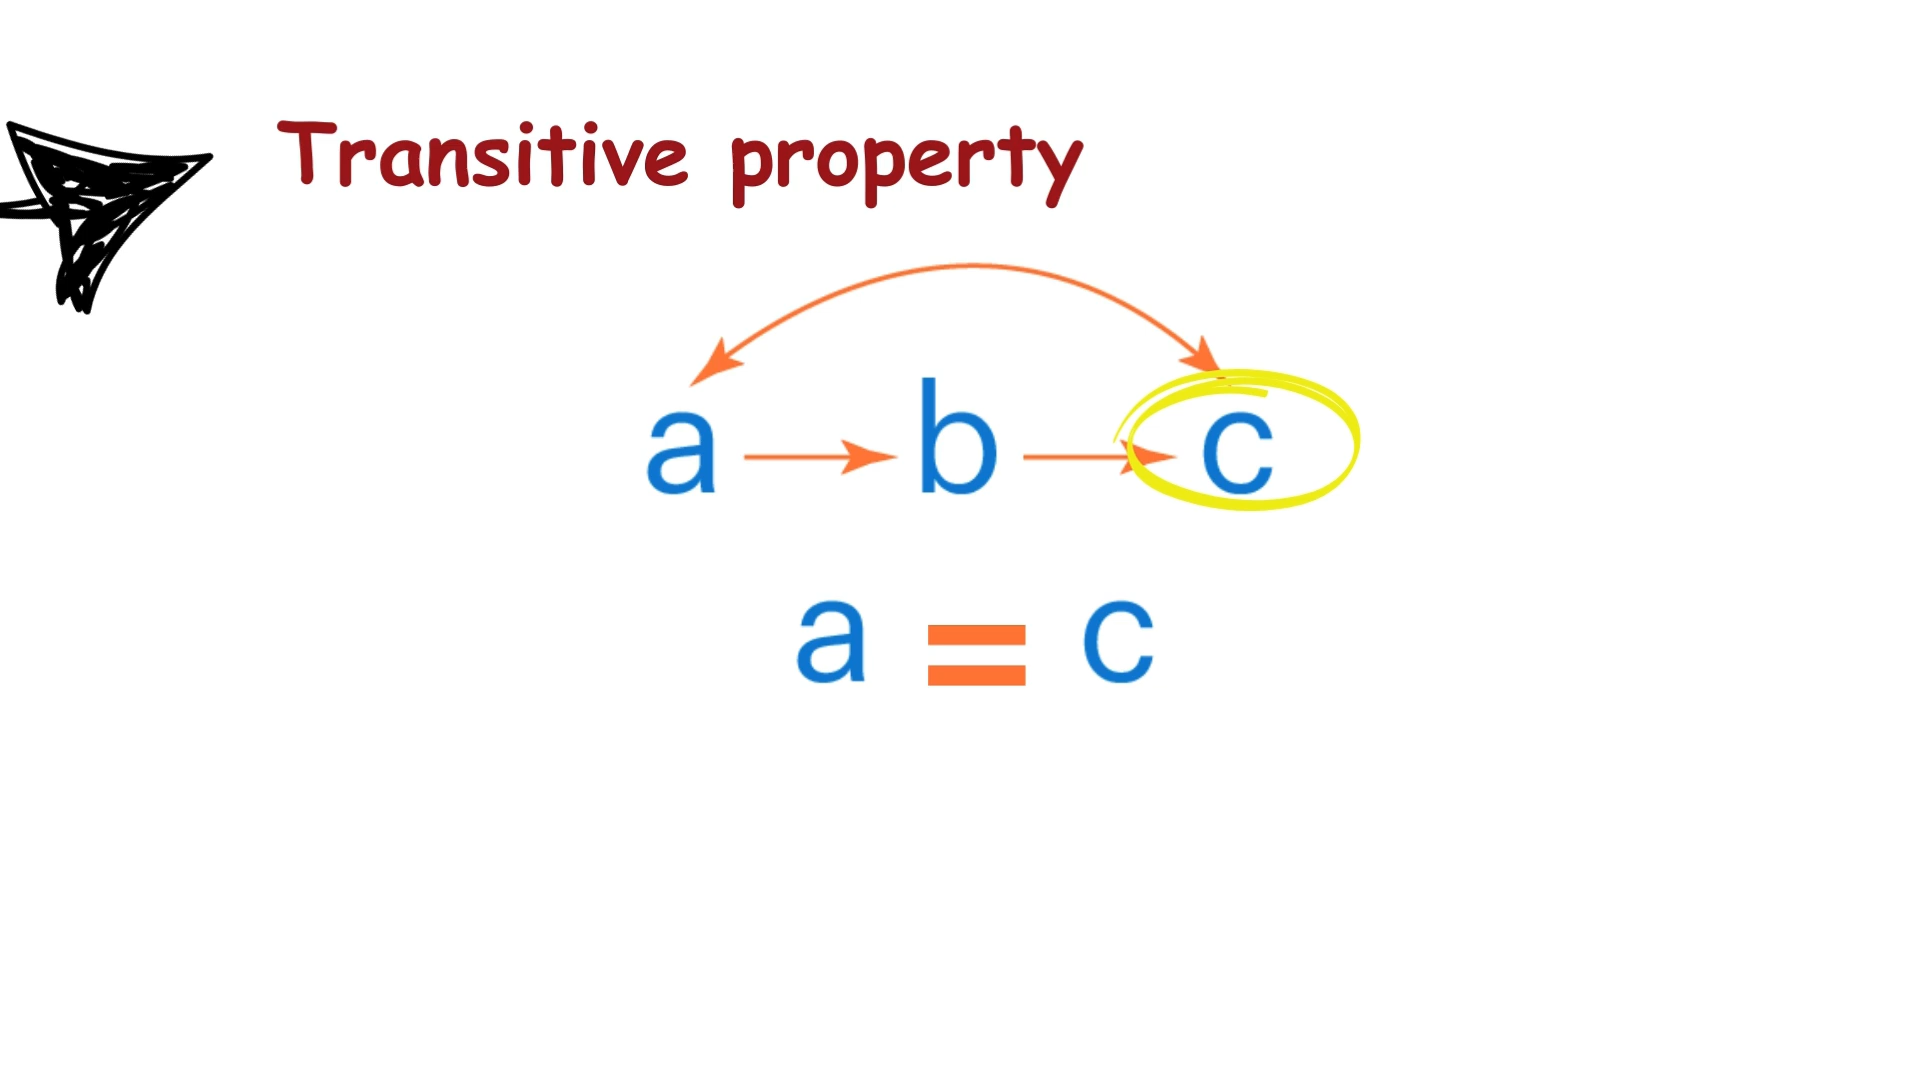 Transitive property
a b c
a = c